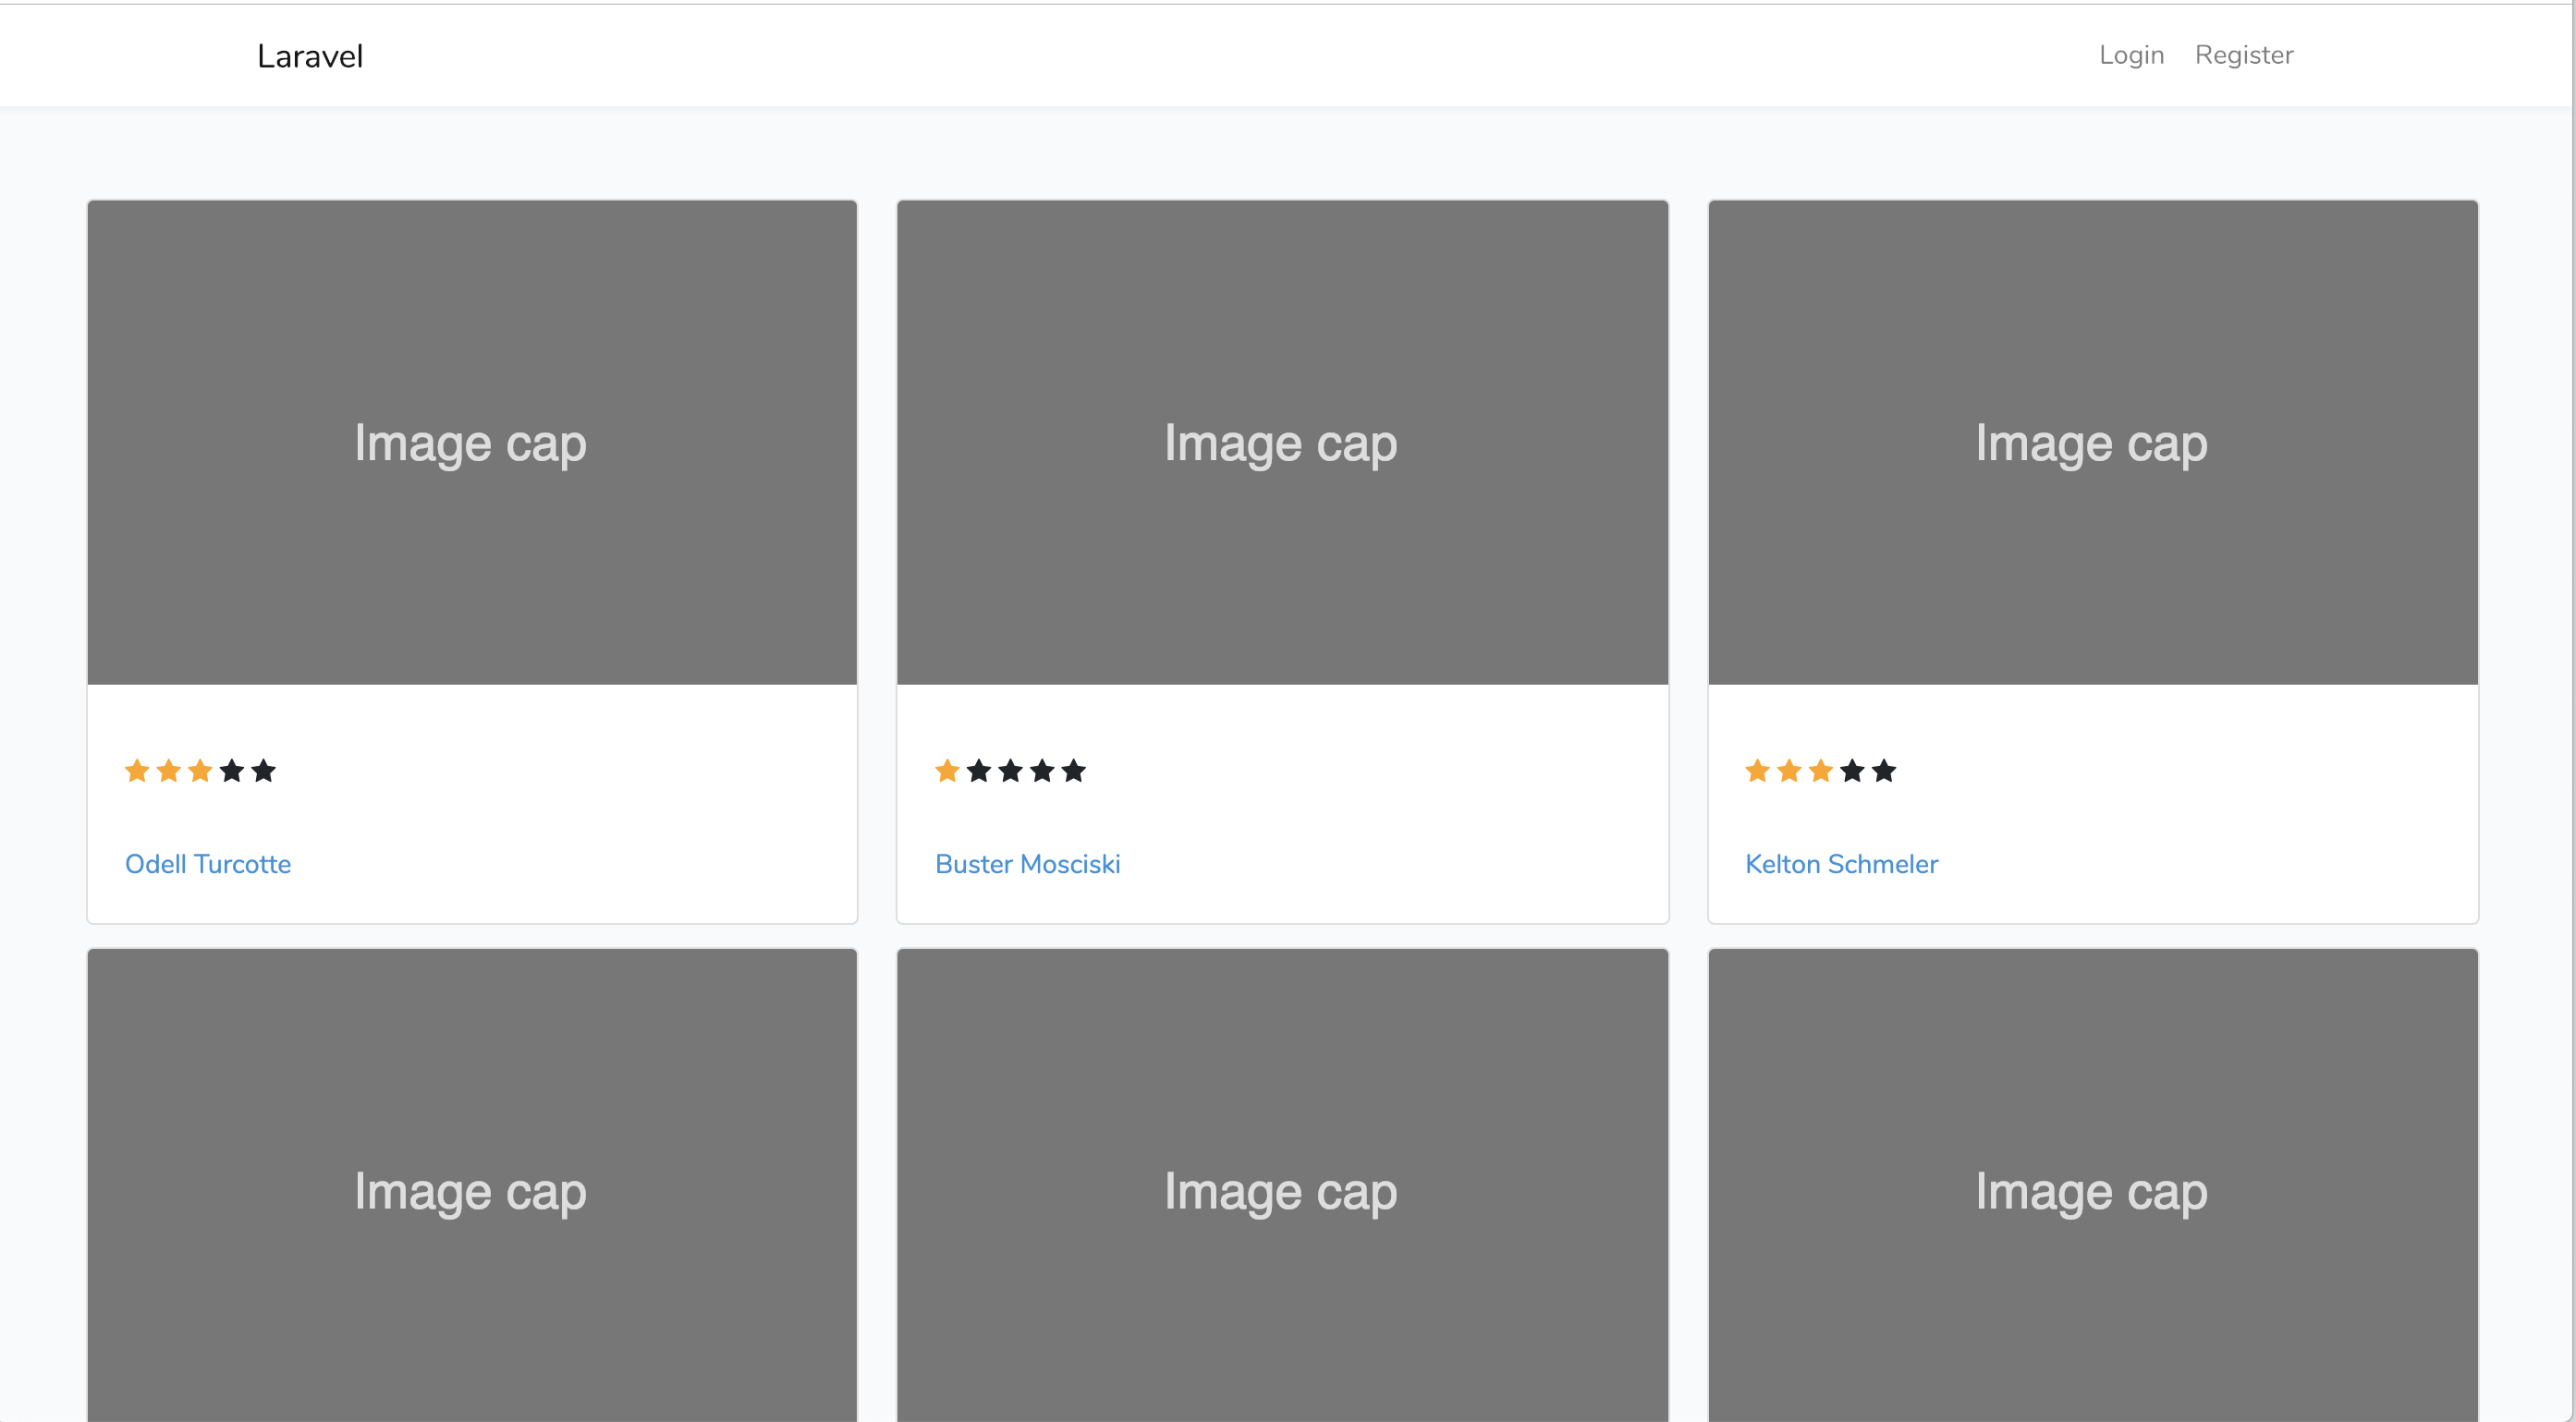 Laravel
Login Register
Image cap
Image cap
Image cap
Odell Turcotte
Buster Mosciski
Kelton Schmeler
Image cap
Image cap
Image cap